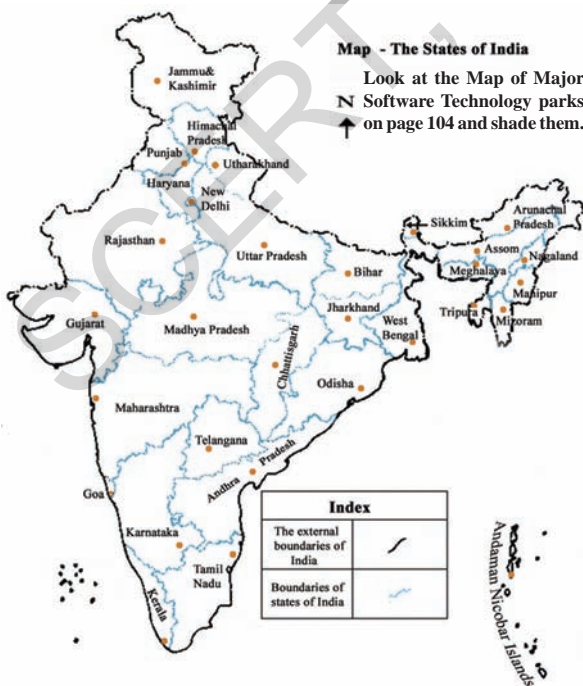 Map - The States of India
Look at the Map of Major
Software Technology parks
on page 104 and shade them.
N
Jammu&
Kashimir
Himachal
Pradesh
Punjab
Utharakhand
Haryana
New
Delhi
Rajasthan
Uttar Pradesh
Sikkim
Arunachal
Pradesh
Assom
Nagaland
Meghalaya
Manipur
Bihar
Tripura
Mizoram
Gujarat
Madhya Pradesh
Jharkhand
West
Bengal
Chhattisgarh
Odisha
Maharashtra
Telangana
Andhra Pradesh
Goa
Karnataka
Tamil
Nadu
Kerala
Andaman Nicobar Islands
Index
The external
boundaries of
India
Boundaries of
states of India
SCERT,